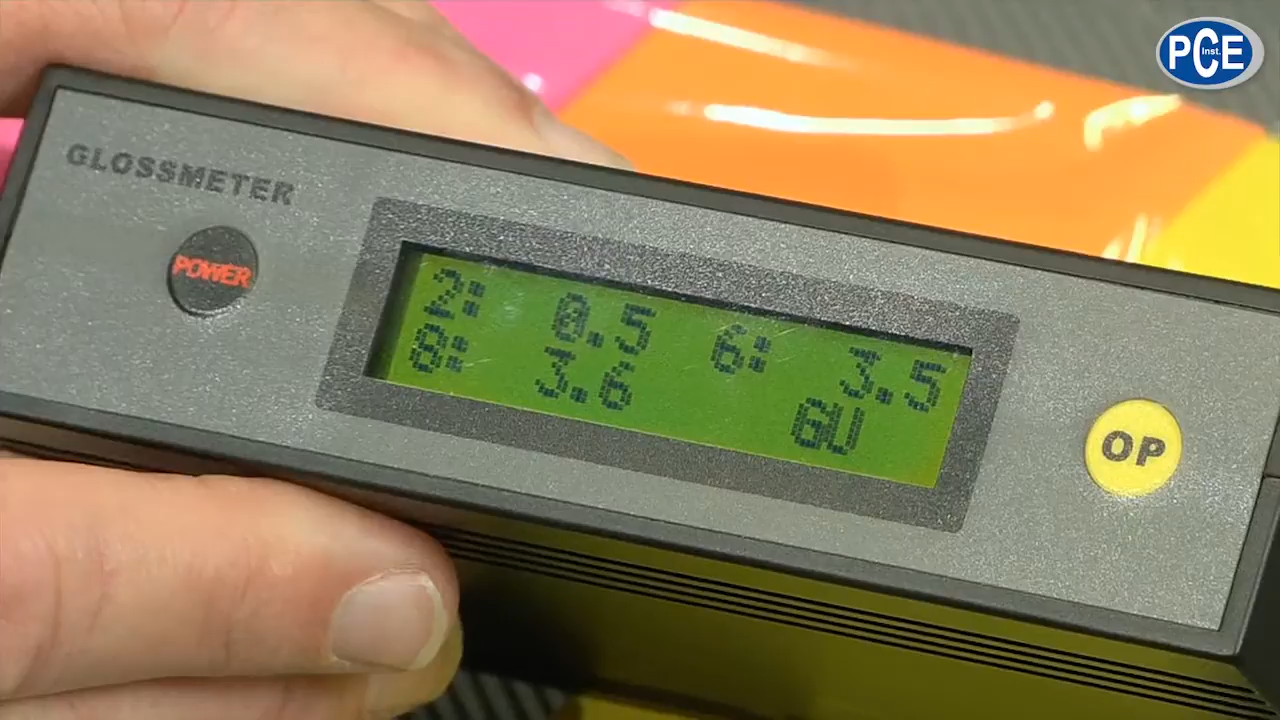 PCE
Inst.
GLOSSMETER
POWER
2: 0.5 6: 3.5
8: 3.6 GU
OP